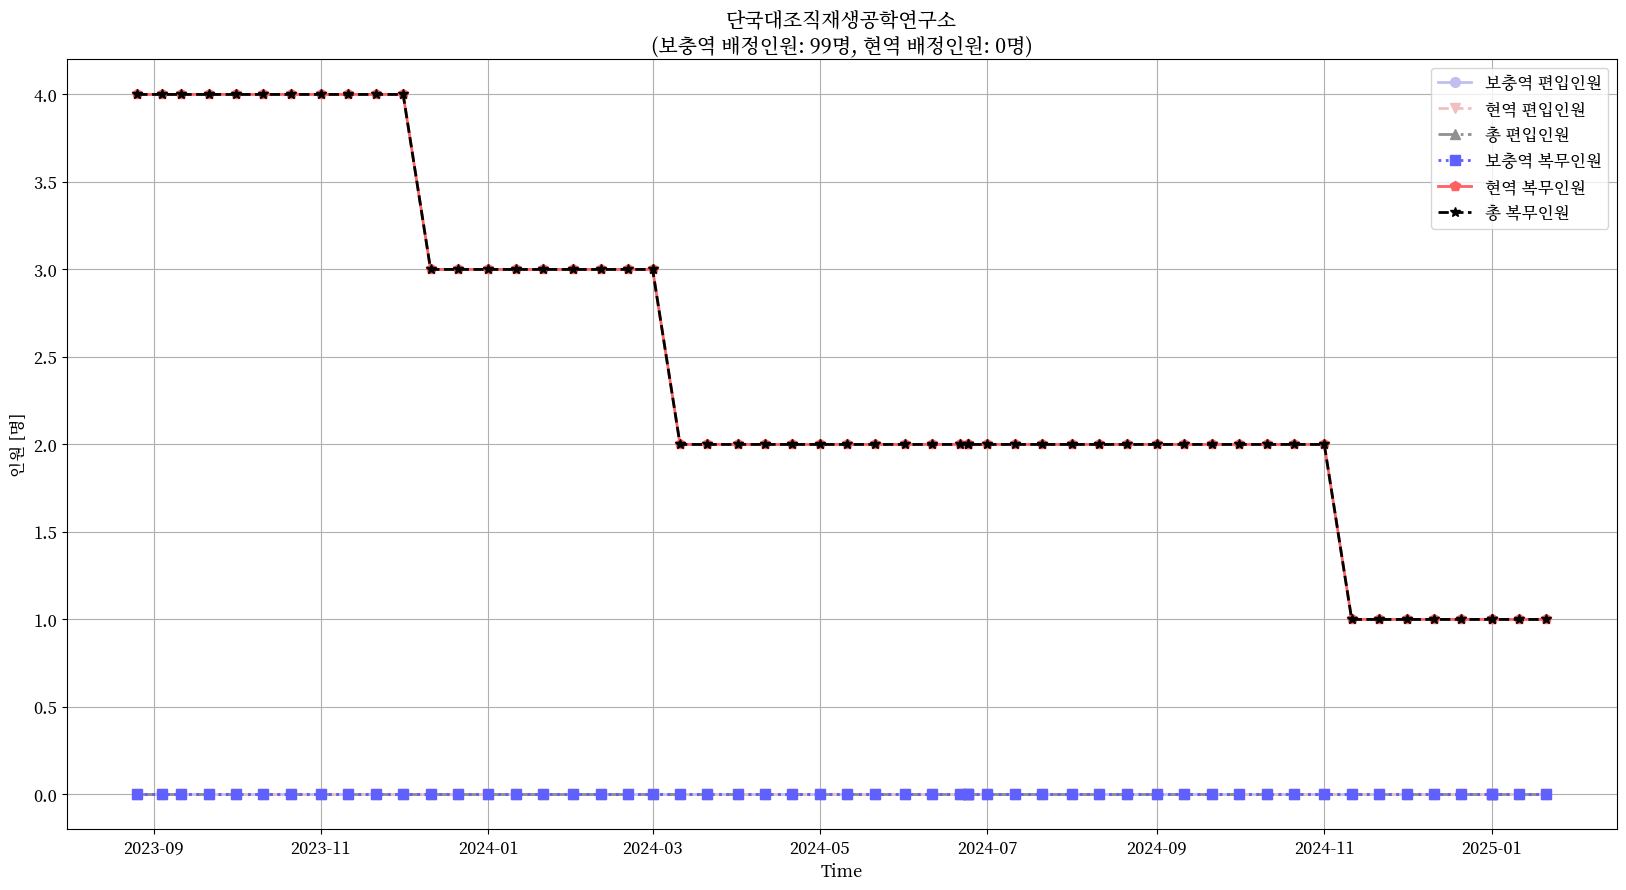 단국대조직재생공학연구소
(보충역 배정인원: 99명, 현역 배정인원: 0명)
보충역 편입인원
현역 편입인원
총 편입인원
보충역 복무인원
현역 복무인원
총 복무인원
인원 [명]
4.0
3.5
3.0
2.5
2.0
1.5
1.0
0.5
0.0
2023-09
2023-11
2024-01
2024-03
2024-05
2024-07
2024-09
2024-11
2025-01
Time